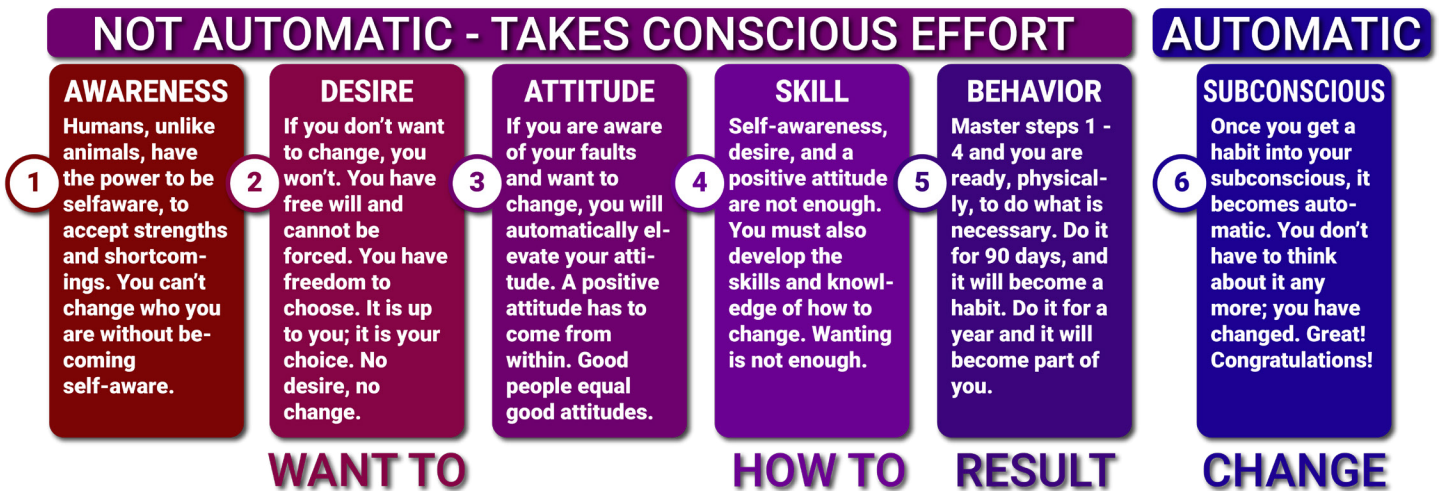 NOT AUTOMATIC - TAKES CONSCIOUS EFFORT
AUTOMATIC
1
AWARENESS
Humans, unlike
animals, have
the power to be
selfaware, to
accept strengths
and shortcom-
ings. You can't
change who you
are without be-
coming
self-aware.
2
DESIRE
If you don't want
to change, you
won't. You have
free will and
cannot be
forced. You have
freedom to
choose. It is up
to you; it is your
choice. No
desire, no
change.
3
ATTITUDE
If you are aware
of your faults
and want to
change, you will
automatically el-
evate your atti-
tude. A positive
attitude has to
come from
within. Good
people equal
good attitudes.
4
SKILL
Self-awareness,
desire, and a
positive attitude
are not enough.
You must also
develop the
skills and knowl-
edge of how to
change. Wanting
is not enough.
5
BEHAVIOR
Master steps 1 -
4 and you are
ready, physical-
ly, to do what is
necessary. Do it
for 90 days, and
it will become a
habit. Do it for a
year and it will
become part of
you.
6
SUBCONSCIOUS
Once you get a
habit into your
subconscious, it
becomes auto-
matic. You don't
have to think
about it any
more; you have
changed. Great!
Congratulations!
WANT TO
HOW TO
RESULT
CHANGE